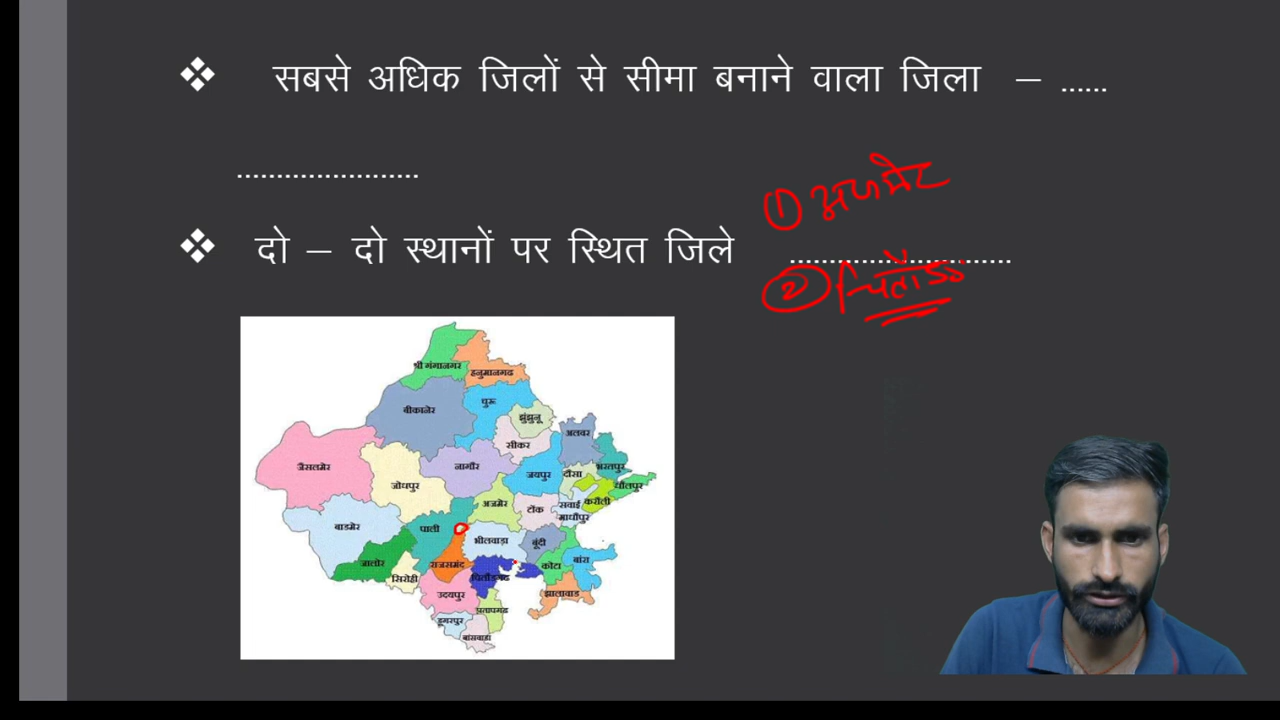 ❖ सबसे अधिक जिलों से सीमा बनाने वाला जिला – ......
.......................
① अजमेर
❖ दो – दो स्थानों पर स्थित जिले ............................
② चित्तौड़
श्री गंगानगर
हनुमानगढ
बीकानेर
चुरू
झुंझुनू
सीकर
अलवर
जैसलमेर
जोधपुर
नागौर
जयपुर
दौसा
भरतपुर
धौलपुर
करौली
सवाई
माधौपुर
अजमेर
टोंक
बाडमेर
पाली
भीलवाड़ा
बूंदी
जालोर
सिरोही
राजसमंद
चितौड़गढ
कोटा
बारां
उदयपुर
झालावाड
प्रतापगढ
डूंगरपुर
बांसवाडा